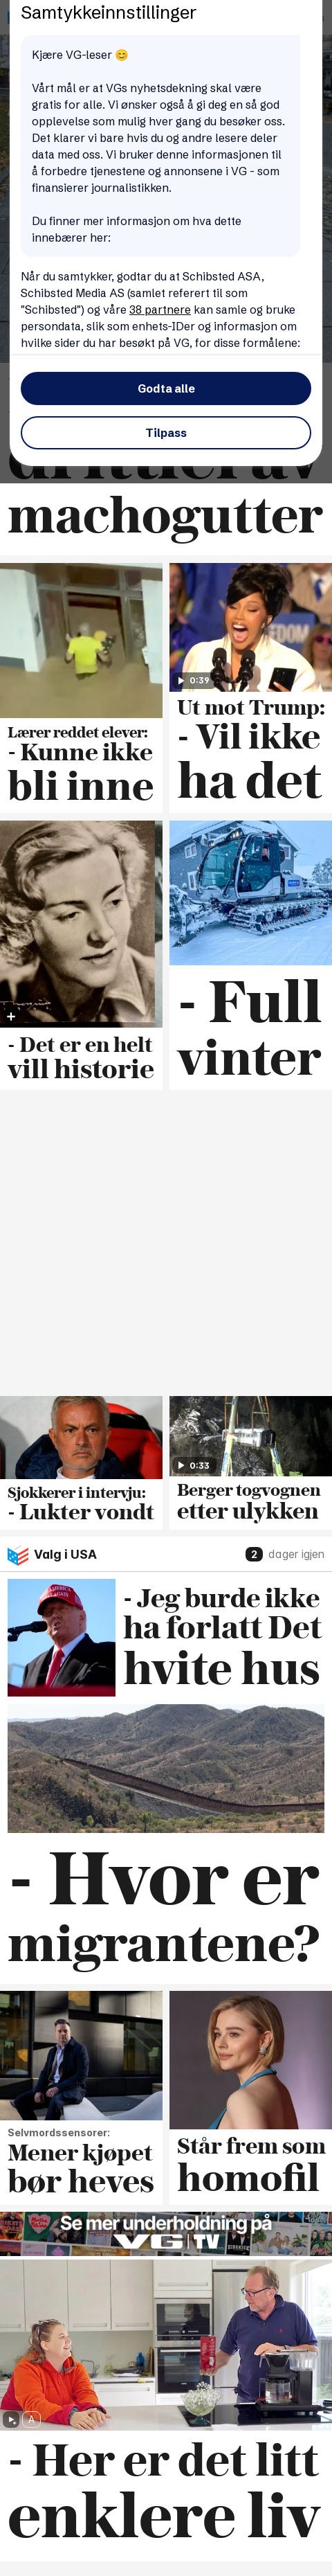 Samtykkeinnstillinger
Kjære VG-leser 😊
Vårt mål er at VGs nyhetsdekning skal være
gratis for alle. Vi ønsker også å gi deg en så god
opplevelse som mulig hver gang du besøker oss.
Det klarer vi bare hvis du og andre lesere deler
data med oss. Vi bruker denne informasjonen til
å forbedre tjenestene og annonsene i VG - som
finansierer journalistikken.
Du finner mer informasjon om hva dette
innebærer her:
Når du samtykker, godtar du at Schibsted ASA,
Schibsted Media AS (samlet referert til som
"Schibsted") og våre 38 partnere kan samle og bruke
persondata, slik som enhets-IDer og informasjon om
hvilke sider du har besøkt på VG, for disse formålene:
Godta alle
Tilpass
machogutter
0:39
Lærer reddet elever:
- Kunne ikke
bli inne
Ut mot Trump:
- Vil ikke
ha det
- Det er en helt
vill historie
- Full
vinter
Sjokkerer i intervju:
- Lukter vondt
0:33
Berger togvognen
etter ulykken
Valg i USA
2 dager igjen
- Jeg burde ikke
ha forlatt Det
hvite hus
- Hvor er
migrantene?
Selvmordssensorer:
Mener kjøpet
bør heves
Står frem som
homofil
Se mer underholdning på
VG TV
A
- Her er det litt
enklere liv